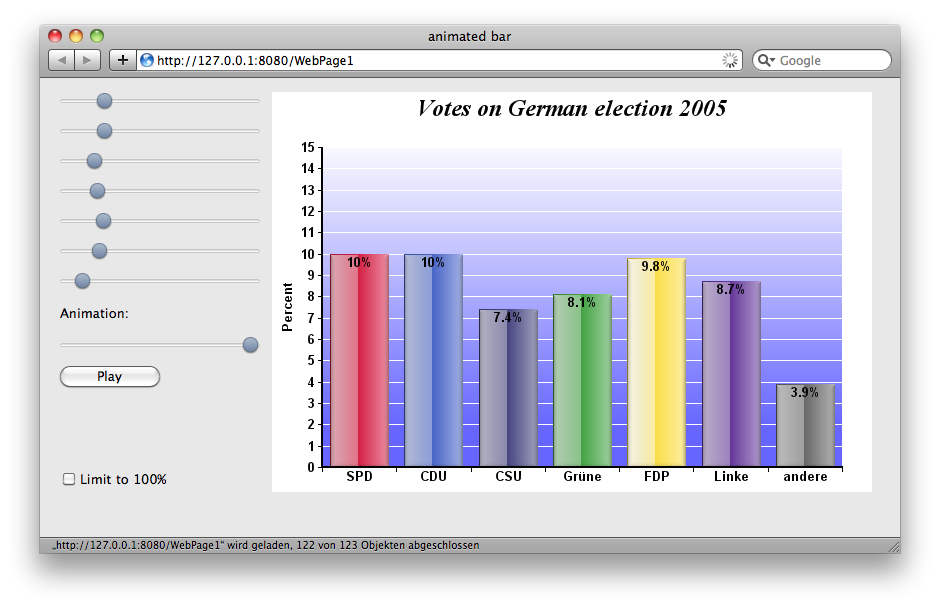 animated bar
http://127.0.0.1:8080/WebPage1
Google
Animation:
Play
Limit to 100%
Votes on German election 2005
Percent
15
14
13
12
11
10
9
8
7
6
5
4
3
2
1
0
10%
10%
7.4%
8.1%
9.8%
8.7%
3.9%
SPD CDU CSU Grüne FDP Linke andere
„http://127.0.0.1:8080/WebPage1“ wird geladen, 122 von 123 Objekten abgeschlossen